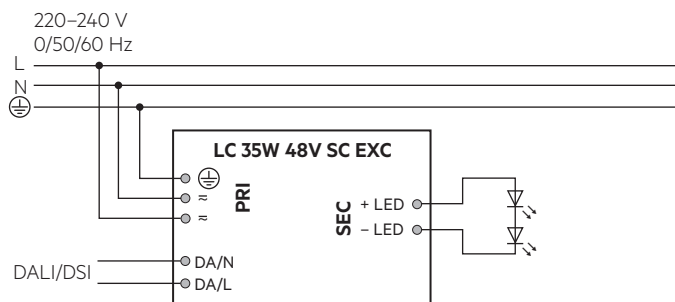 220–240 V
0/50/60 Hz
L
N
LC 35W 48V SC EXC
PRI
≂
≂
SEC
+ LED
– LED
DALI/DSI
DA/N
DA/L